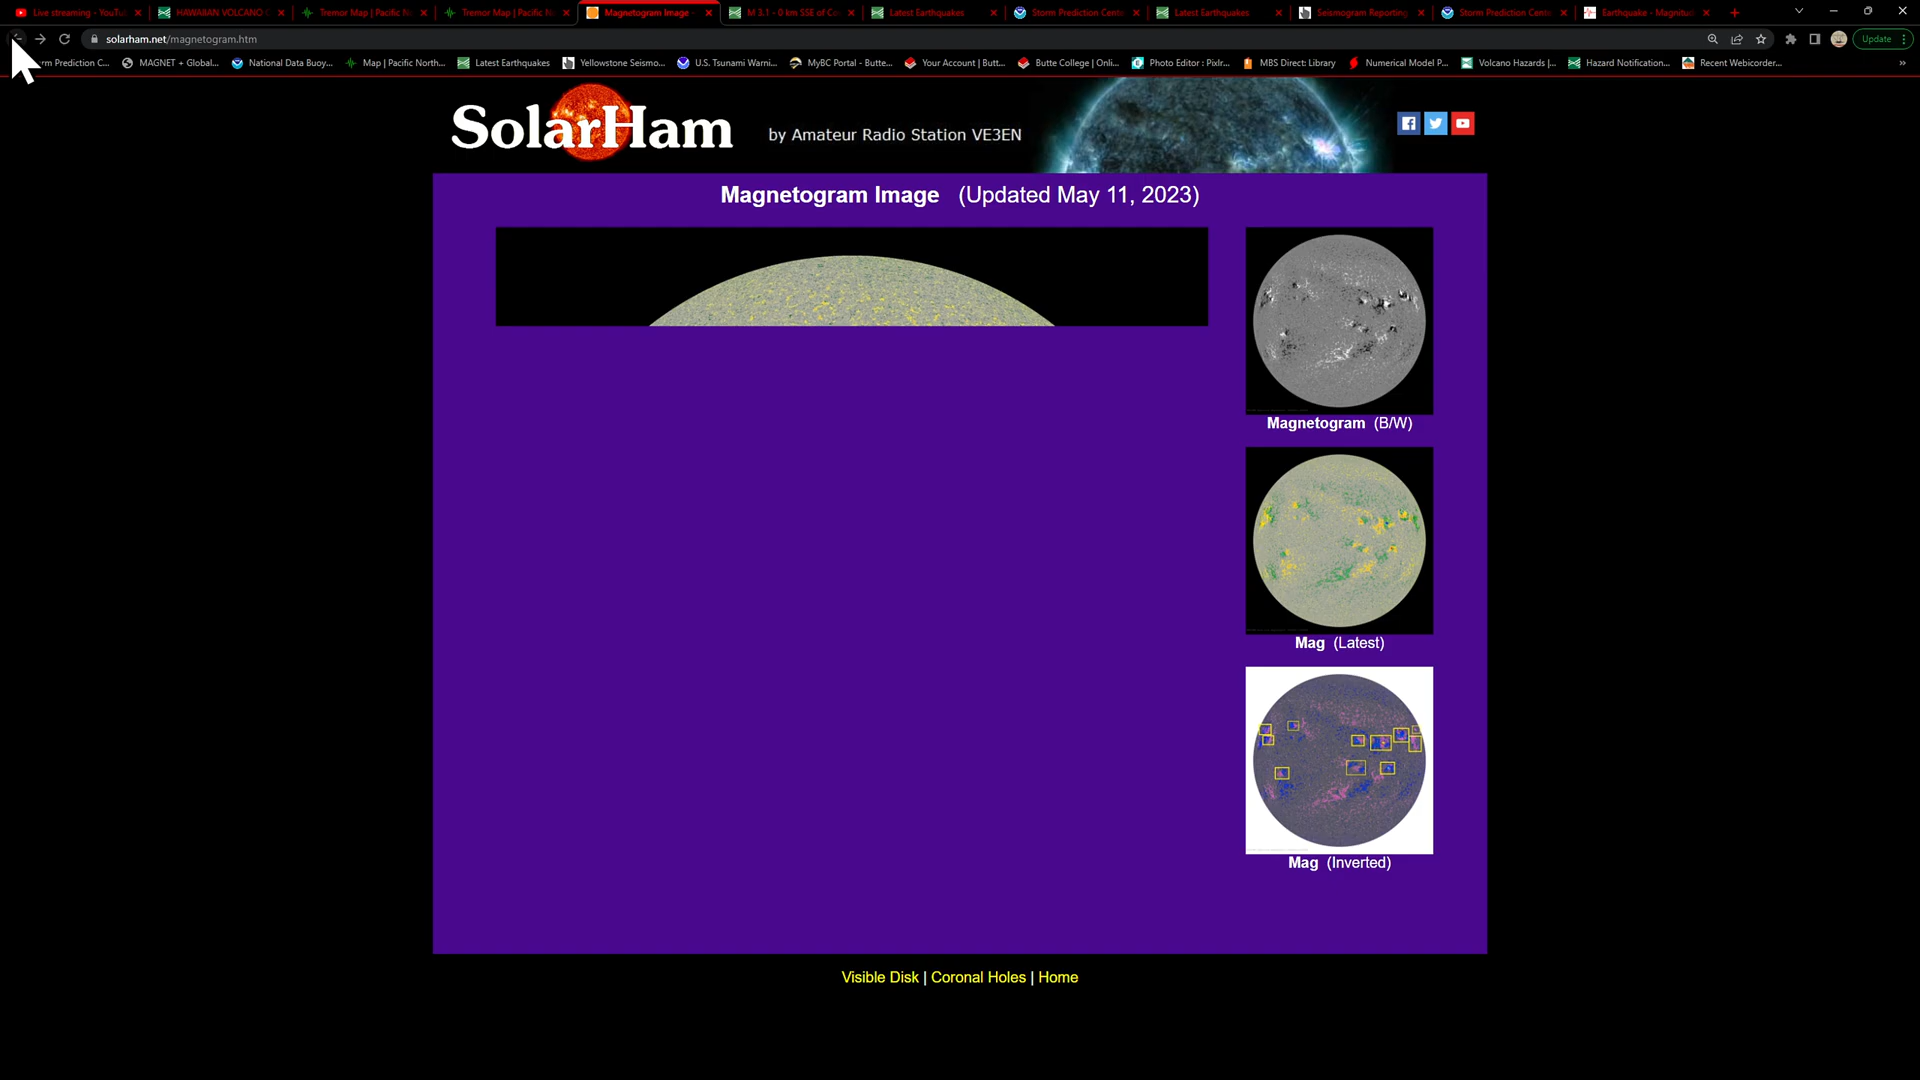 Live streaming - YouTu
HAWAIIAN VOLCANO
Tremor Map | Pacific N
Tremor Map | Pacific N
Magnetogram Image
M 3.1 - 0 km SSE of Co
Latest Earthquakes
Storm Prediction Cent
Latest Earthquakes
Seismogram Reporting
Storm Prediction Cent
Earthquake - Magnitu
solarham.net/magnetogram.htm
Update
rm Prediction C...
MAGNET + Global...
National Data Buoy...
Map | Pacific North...
Latest Earthquakes
Yellowstone Seismo...
U.S. Tsunami Warni...
MyBC Portal - Butte...
Your Account | Butt...
Butte College | Onli...
Photo Editor : Pixlr...
MBS Direct: Library
Numerical Model P...
Volcano Hazards |...
Hazard Notification...
Recent Webicorder...
SolarHam
by Amateur Radio Station VE3EN
Magnetogram Image (Updated May 11, 2023)
Magnetogram (B/W)
Mag (Latest)
Mag (Inverted)
Visible Disk | Coronal Holes | Home